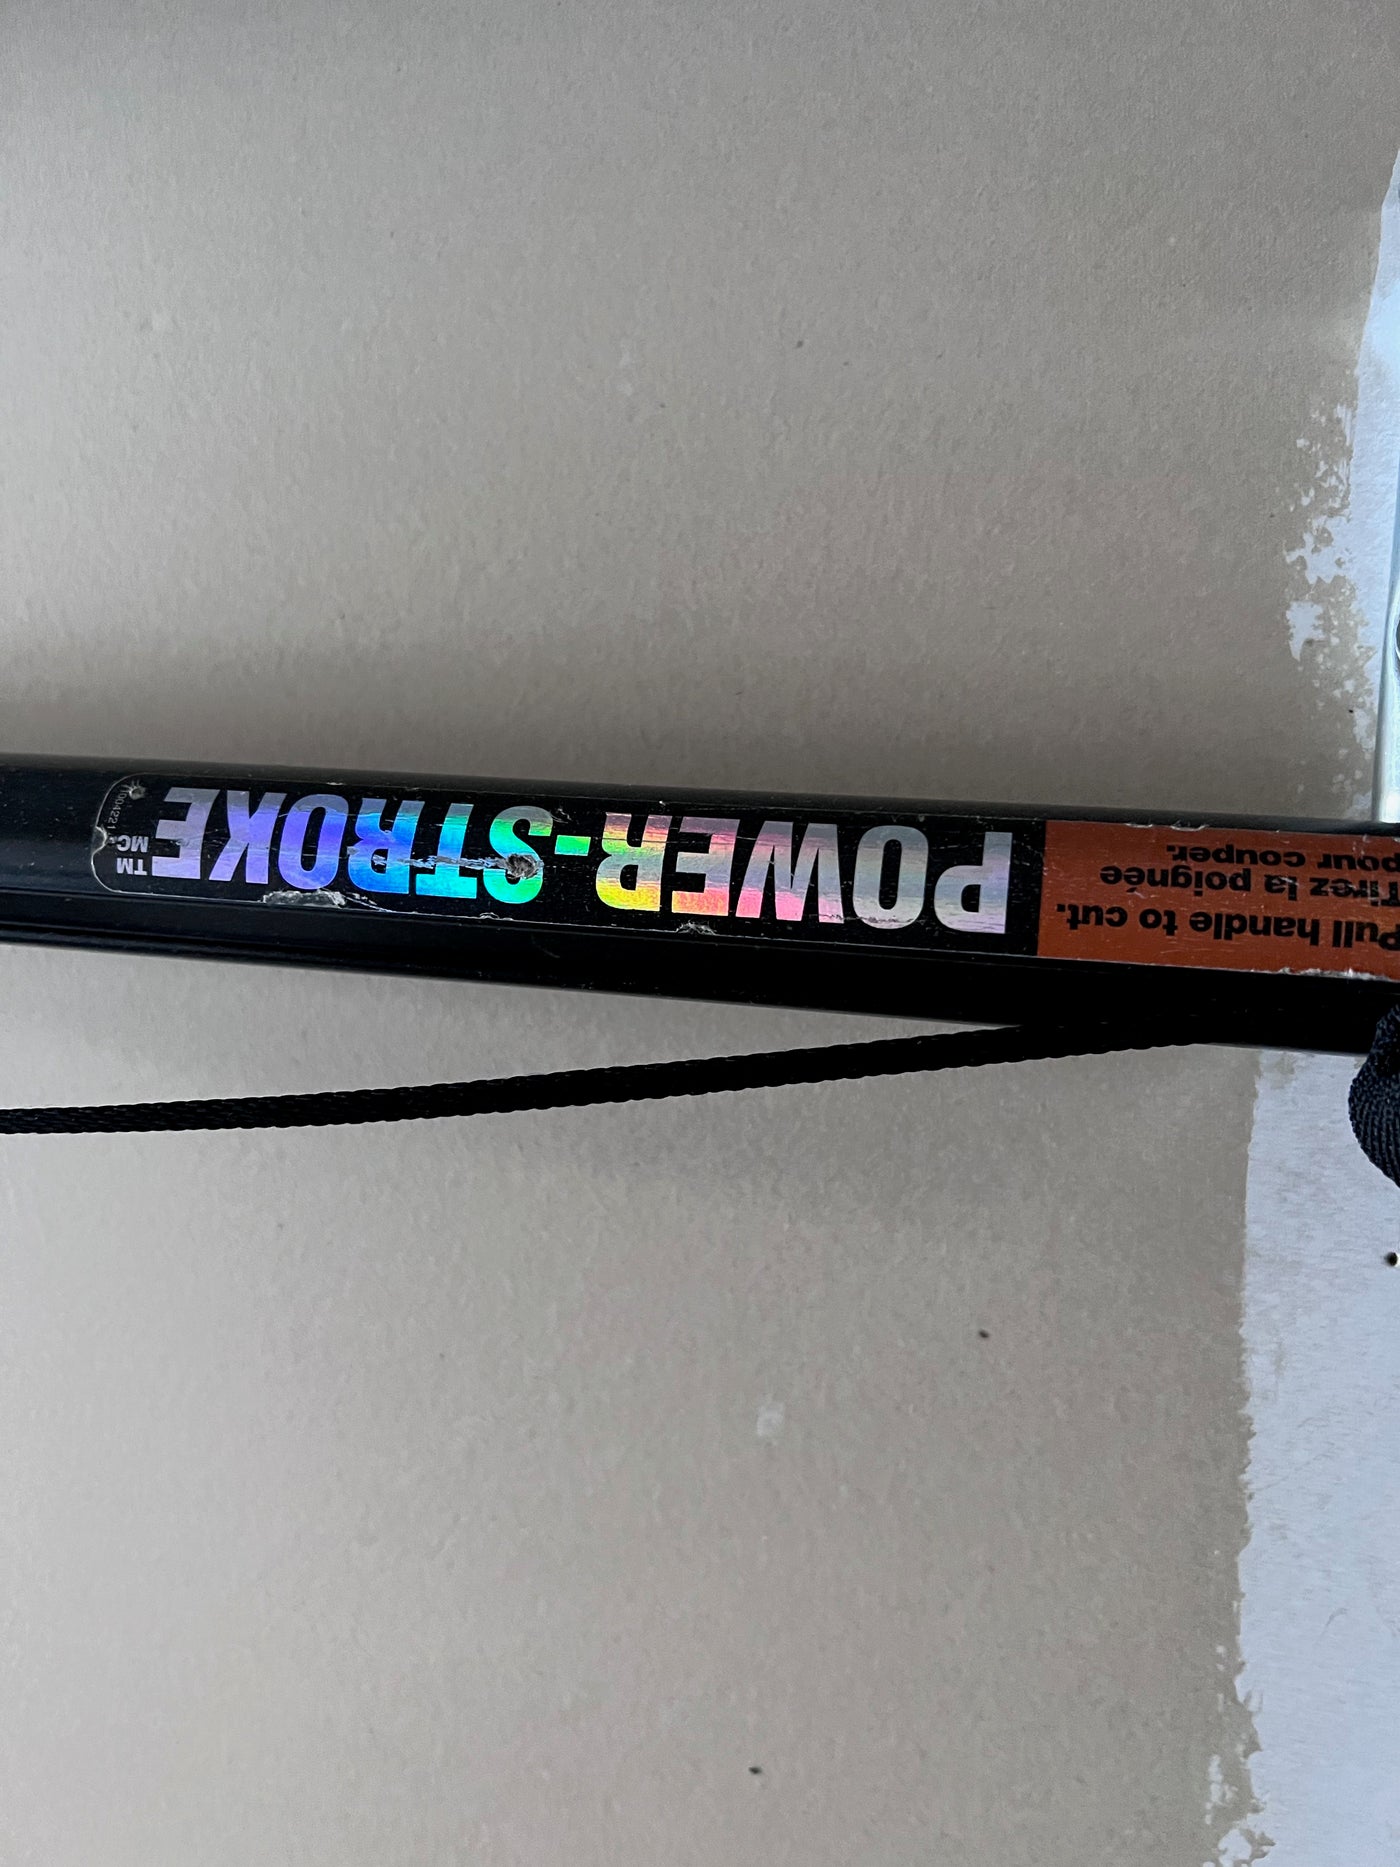 Pull handle to cut.
Tirez la poignée
pour couper.
POWER-STROKE
TM
MC